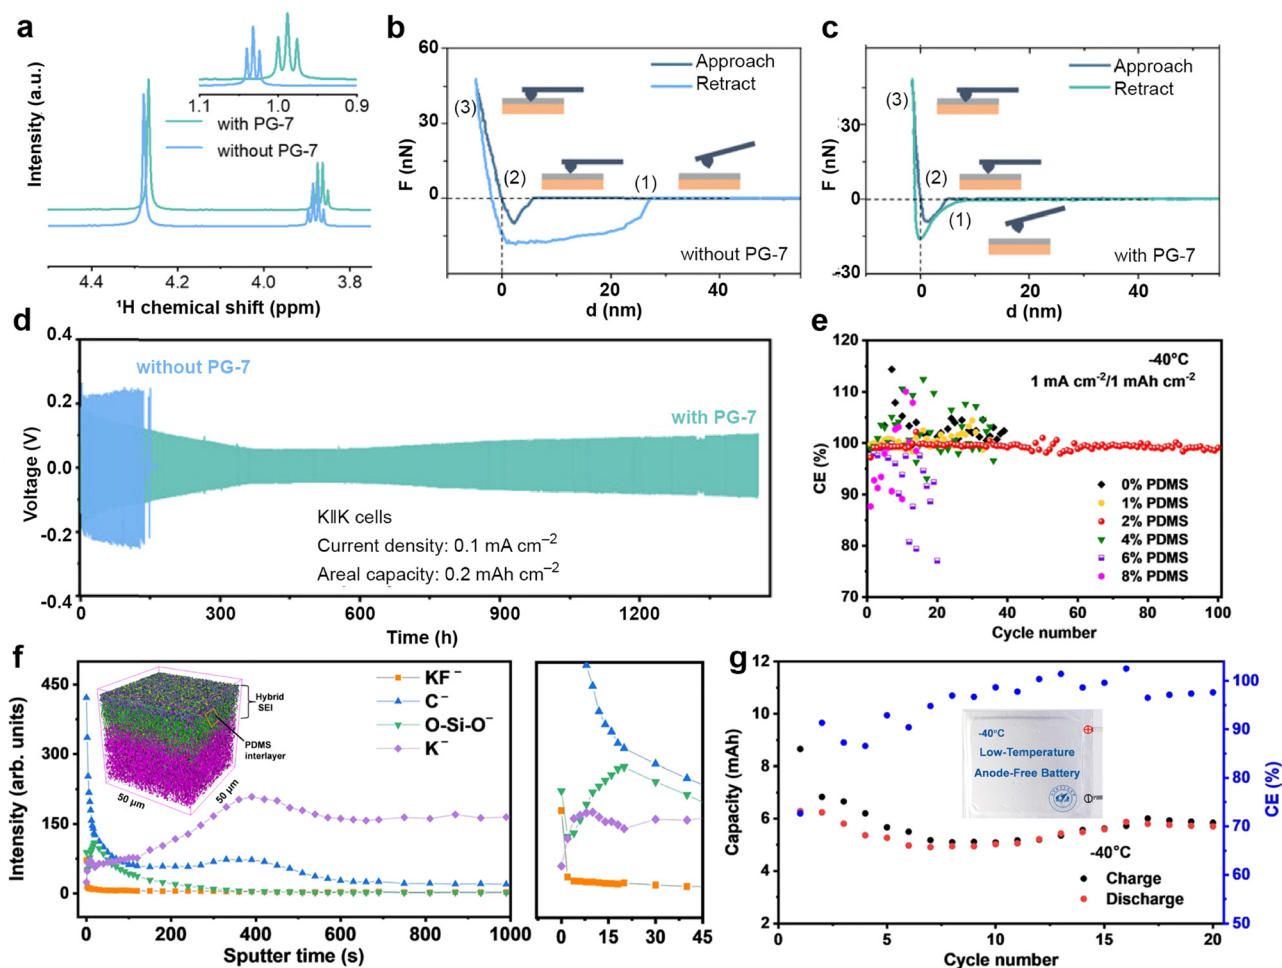 a
Intensity (a.u.)
1.1 1.0 0.9
with PG-7
without PG-7
4.4 4.2 4.0 3.8
¹H chemical shift (ppm)
b
F (nN)
60
30
0
Approach
Retract
(3)
(2)
(1)
without PG-7
0 20 40
d (nm)
c
F (nN)
60
30
0
-30
Approach
Retract
(3)
(2)
(1)
with PG-7
0 20 40
d (nm)
d
Voltage (V)
0.4
0.2
0.0
-0.2
-0.4
without PG-7
with PG-7
K||K cells
Current density: 0.1 mA cm⁻²
Areal capacity: 0.2 mAh cm⁻²
0 300 600 900 1200
Time (h)
e
CE (%)
120
110
100
90
80
70
-40°C
1 mA cm⁻²/1 mAh cm⁻²
0% PDMS
1% PDMS
2% PDMS
4% PDMS
6% PDMS
8% PDMS
0 20 40 60 80 100
Cycle number
f
Intensity (arb. units)
450
300
150
0
Hybrid
SEI
PDMS
interlayer
50 μm
50 μm
KF⁻
C⁻
O-Si-O⁻
K⁻
0 200 400 600 800 1000
Sputter time (s)
0 15 30 45
g
Capacity (mAh)
12
10
8
6
4
2
-40°C
Low-Temperature
Anode-Free Battery
-40°C
Charge
Discharge
0 5 10 15 20
Cycle number
100
90
80
70
60
50
CE (%)